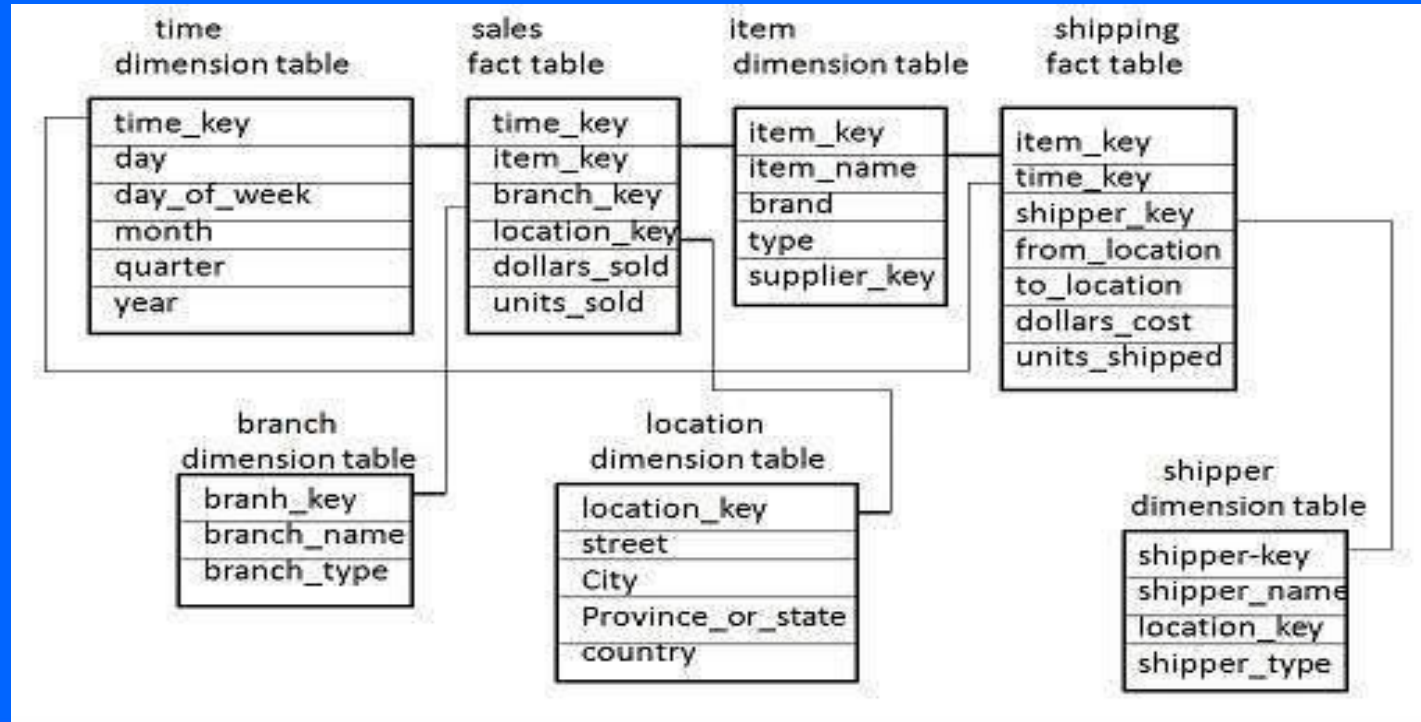 time
dimension table
time_key
day
day_of_week
month
quarter
year
sales
fact table
time_key
item_key
branch_key
location_key
dollars_sold
units_sold
item
dimension table
item_key
item_name
brand
type
supplier_key
shipping
fact table
item_key
time_key
shipper_key
from_location
to_location
dollars_cost
units_shipped
branch
dimension table
branh_key
branch_name
branch_type
location
dimension table
location_key
street
City
Province_or_state
country
shipper
dimension table
shipper-key
shipper_name
location_key
shipper_type